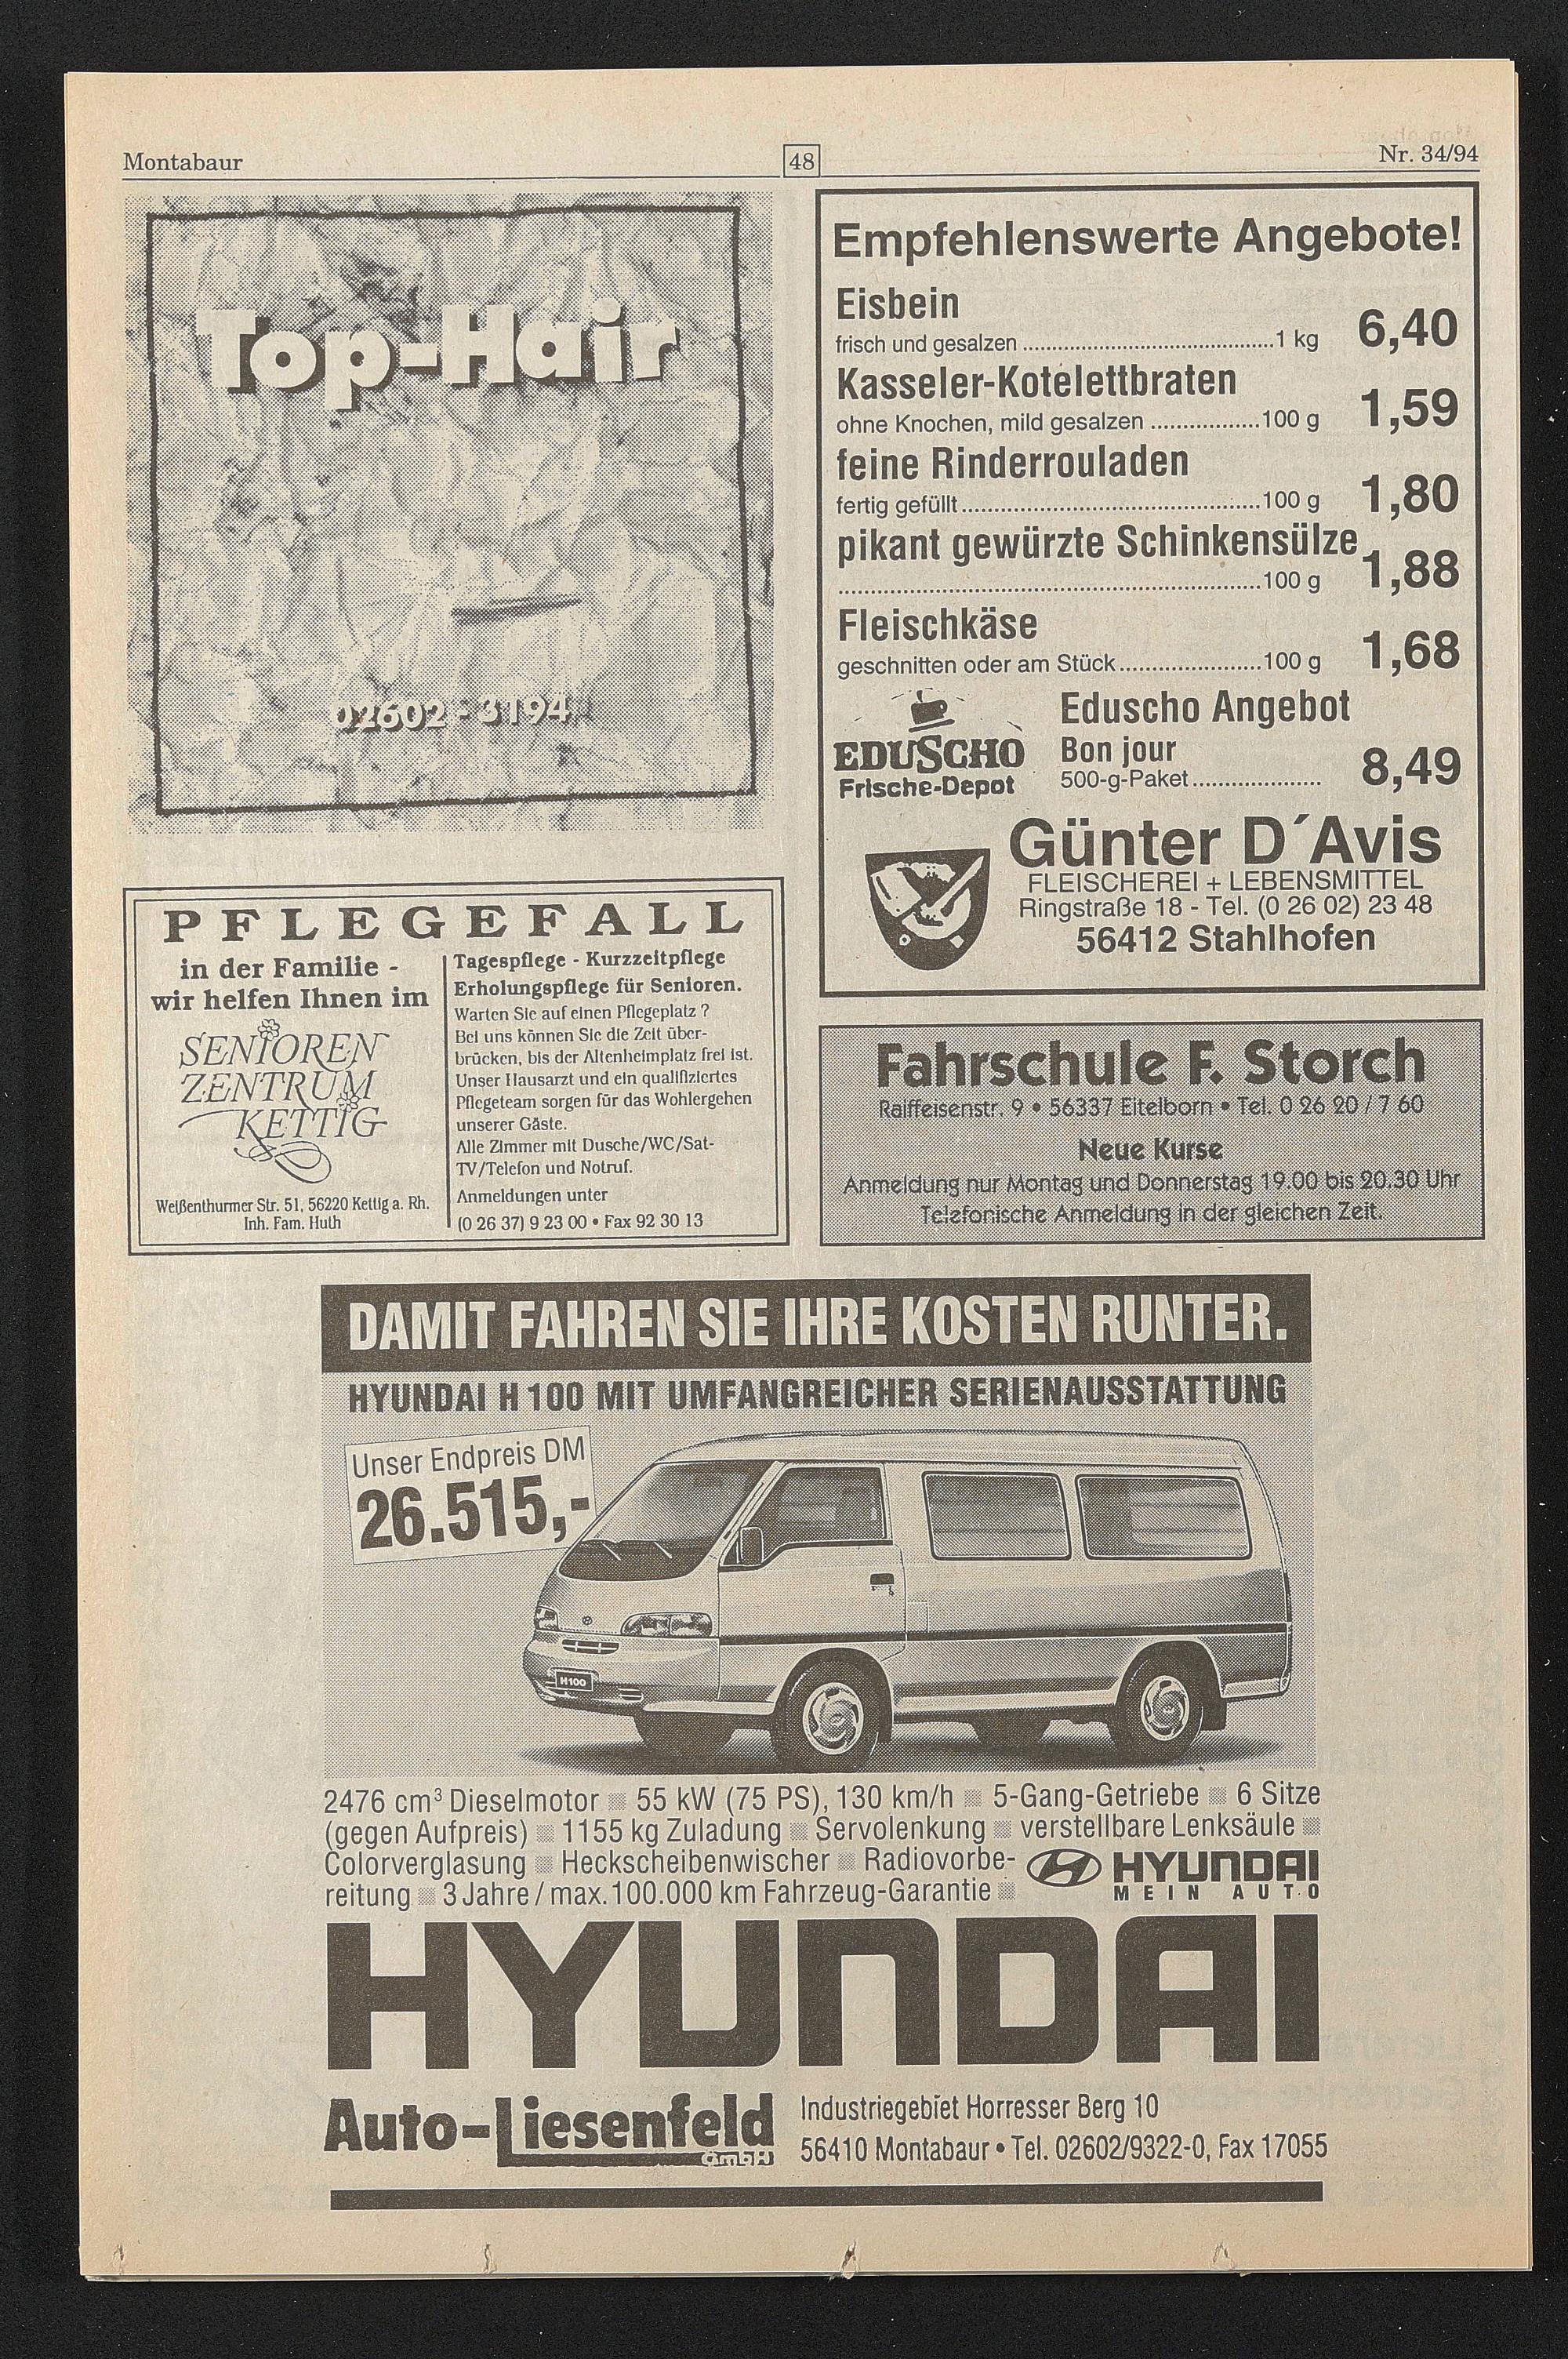 Montabaur
48
Nr. 34/94
Top-Hair
02602 - 3194
PFLEGEFALL
in der Familie -
wir helfen Ihnen im
SENIOREN
ZENTRUM
KETTIG
Weißenthurmer Str. 51, 56220 Kettig a. Rh.
Inh. Fam. Huth
Tagespflege - Kurzzeitpflege
Erholungspflege für Senioren.
Warten Sie auf einen Pflegeplatz ?
Bei uns können Sie die Zeit über-
brücken, bis der Altenheimplatz frei ist.
Unser Hausarzt und ein qualifiziertes
Pflegeteam sorgen für das Wohlergehen
unserer Gäste.
Alle Zimmer mit Dusche/WC/Sat-
TV/Telefon und Notruf.
Anmeldungen unter
(0 26 37) 9 23 00 • Fax 92 30 13
Empfehlenswerte Angebote!
Eisbein
frisch und gesalzen ..........1 kg 6,40
Kasseler-Kotelettbraten
ohne Knochen, mild gesalzen ..........100 g 1,59
feine Rinderrouladen
fertig gefüllt..........100 g 1,80
pikant gewürzte Schinkensülze
..........100 g 1,88
Fleischkäse
geschnitten oder am Stück..........100 g 1,68
EDUSCHO
Frische-Depot
Eduscho Angebot
Bon jour
500-g-Paket.......... 8,49
Günter D´Avis
FLEISCHEREI + LEBENSMITTEL
Ringstraße 18 - Tel. (0 26 02) 23 48
56412 Stahlhofen
Fahrschule F. Storch
Raiffeisenstr. 9 • 56337 Eitelborn • Tel. 0 26 20 / 7 60
Neue Kurse
Anmeldung nur Montag und Donnerstag 19.00 bis 20.30 Uhr
Telefonische Anmeldung in der gleichen Zeit.
DAMIT FAHREN SIE IHRE KOSTEN RUNTER.
HYUNDAI H 100 MIT UMFANGREICHER SERIENAUSSTATTUNG
Unser Endpreis DM
26.515,-
H100
2476 cm³ Dieselmotor ▪ 55 kW (75 PS), 130 km/h ▪ 5-Gang-Getriebe ▪ 6 Sitze
(gegen Aufpreis) ▪ 1155 kg Zuladung ▪ Servolenkung ▪ verstellbare Lenksäule ▪
Colorverglasung ▪ Heckscheibenwischer ▪ Radiovorbe-
reitung ▪ 3 Jahre / max. 100.000 km Fahrzeug-Garantie ▪
HYUNDAI
MEIN AUTO
HYUNDAI
Auto-Liesenfeld
GmbH
Industriegebiet Horresser Berg 10
56410 Montabaur • Tel. 02602/9322-0, Fax 17055